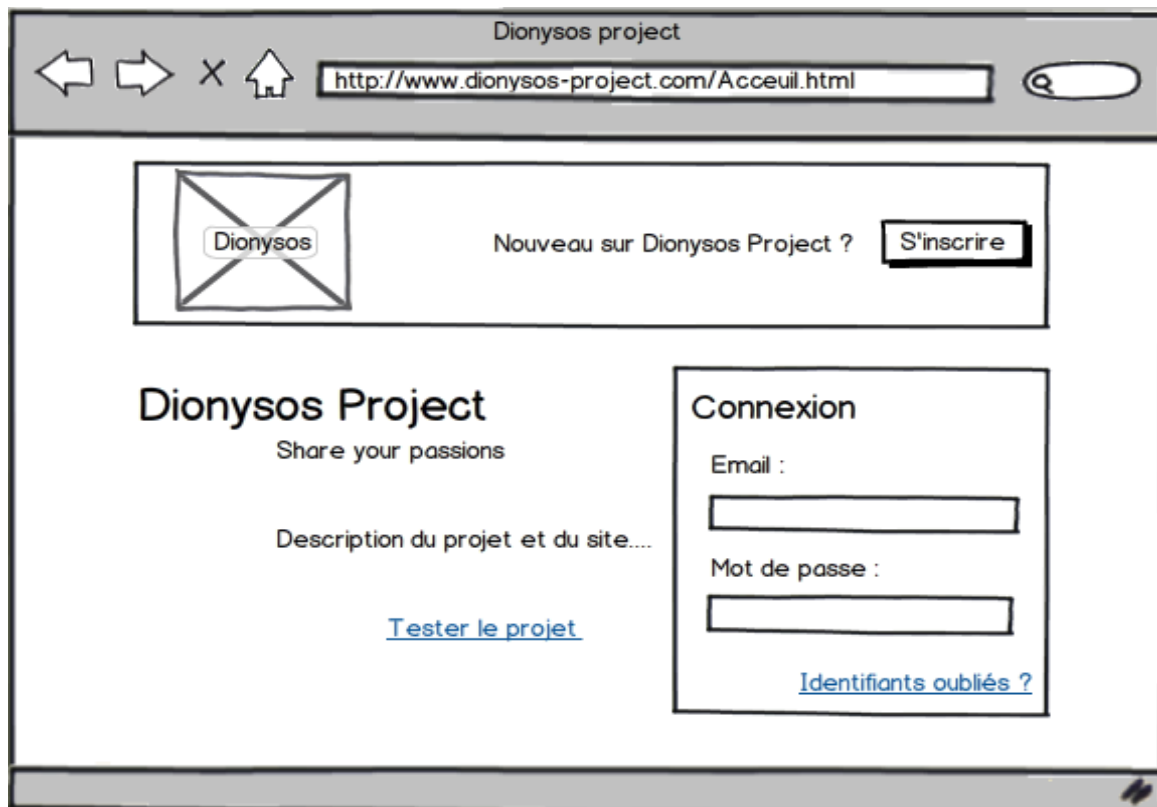 Dionysos project
http://www.dionysos-project.com/Acceuil.html
Dionysos
Nouveau sur Dionysos Project ?
S'inscrire
Dionysos Project
Share your passions
Description du projet et du site....
Tester le projet
Connexion
Email :
Mot de passe :
Identifiants oubliés ?